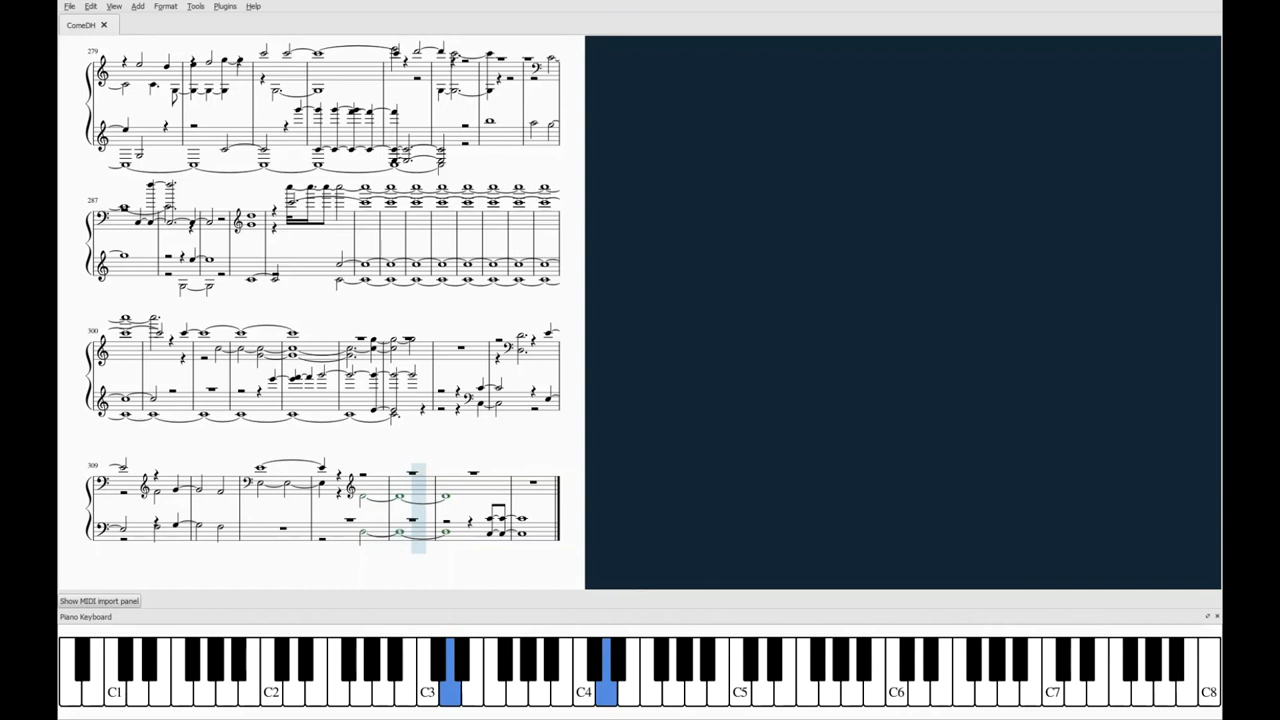 File Edit View Add Format Tools Plugins Help
ComeDH
279
287
300
309
Show MIDI import panel
Piano Keyboard
C1 C2 C3 C4 C5 C6 C7 C8